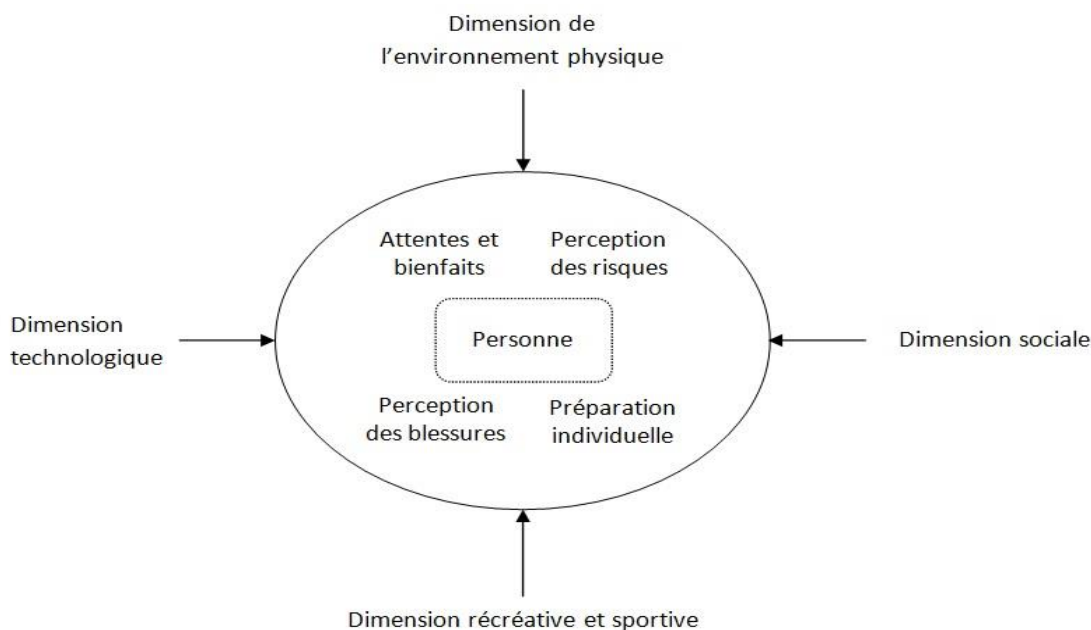 Dimension de
l’environnement physique
Attentes et
bienfaits
Perception
des risques
Dimension
technologique
Personne
Dimension sociale
Perception
des blessures
Préparation
individuelle
Dimension récréative et sportive